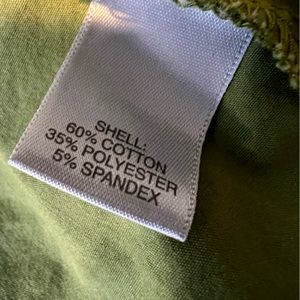 SHELL:
60% COTTON
35% POLYESTER
5% SPANDEX